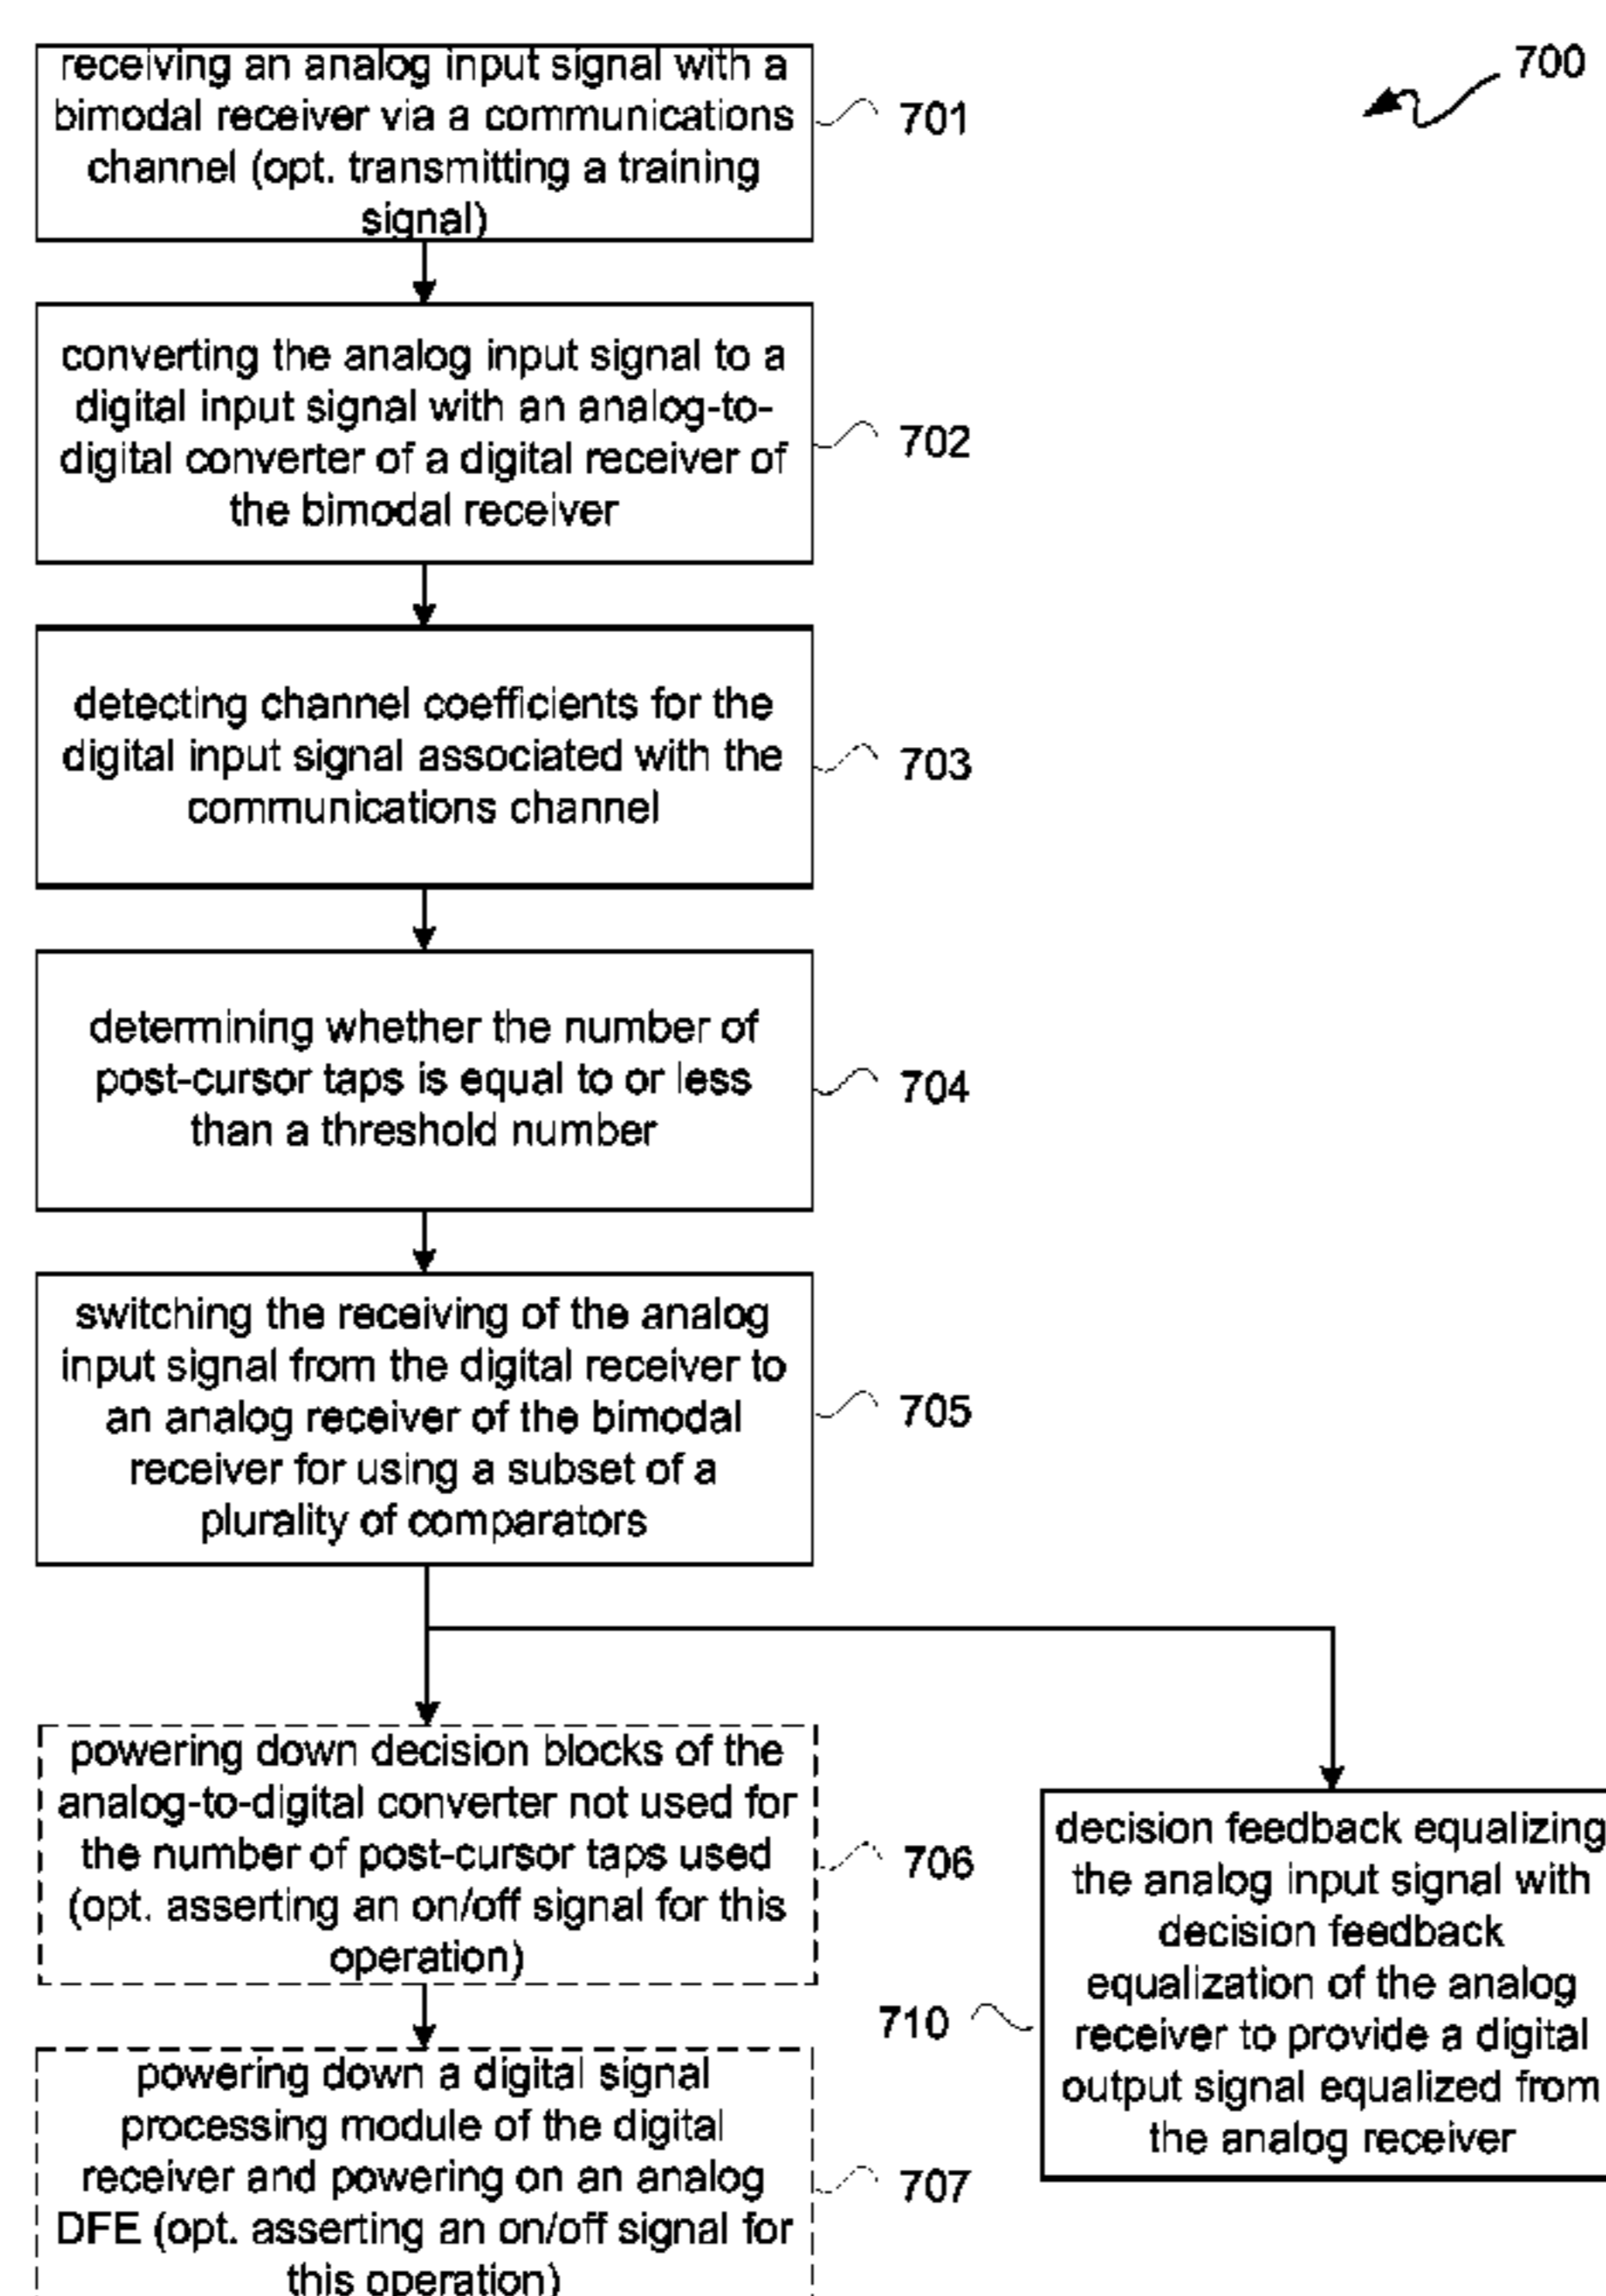 700
receiving an analog input signal with a
bimodal receiver via a communications
channel (opt. transmitting a training
signal)
701
converting the analog input signal to a
digital input signal with an analog-to-
digital converter of a digital receiver of
the bimodal receiver
702
detecting channel coefficients for the
digital input signal associated with the
communications channel
703
determining whether the number of
post-cursor taps is equal to or less
than a threshold number
704
switching the receiving of the analog
input signal from the digital receiver to
an analog receiver of the bimodal
receiver for using a subset of a
plurality of comparators
705
powering down decision blocks of the
analog-to-digital converter not used for
the number of post-cursor taps used
(opt. asserting an on/off signal for this
operation)
706
powering down a digital signal
processing module of the digital
receiver and powering on an analog
DFE (opt. asserting an on/off signal for
this operation)
707
decision feedback equalizing
the analog input signal with
decision feedback
equalization of the analog
receiver to provide a digital
output signal equalized from
the analog receiver
710